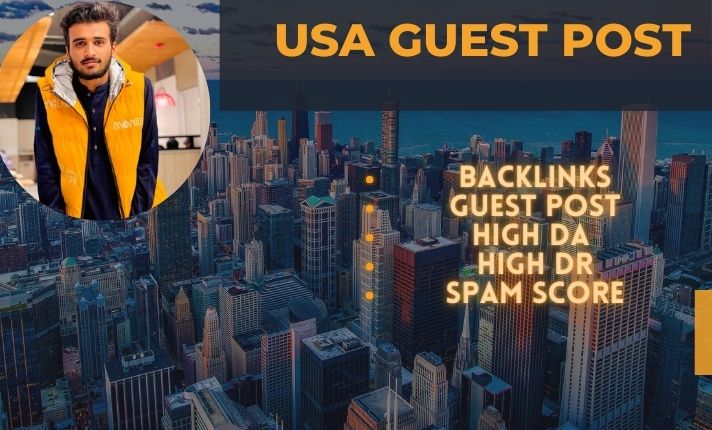 USA GUEST POST
BACKLINKS
GUEST POST
HIGH DA
HIGH DR
SPAM SCORE